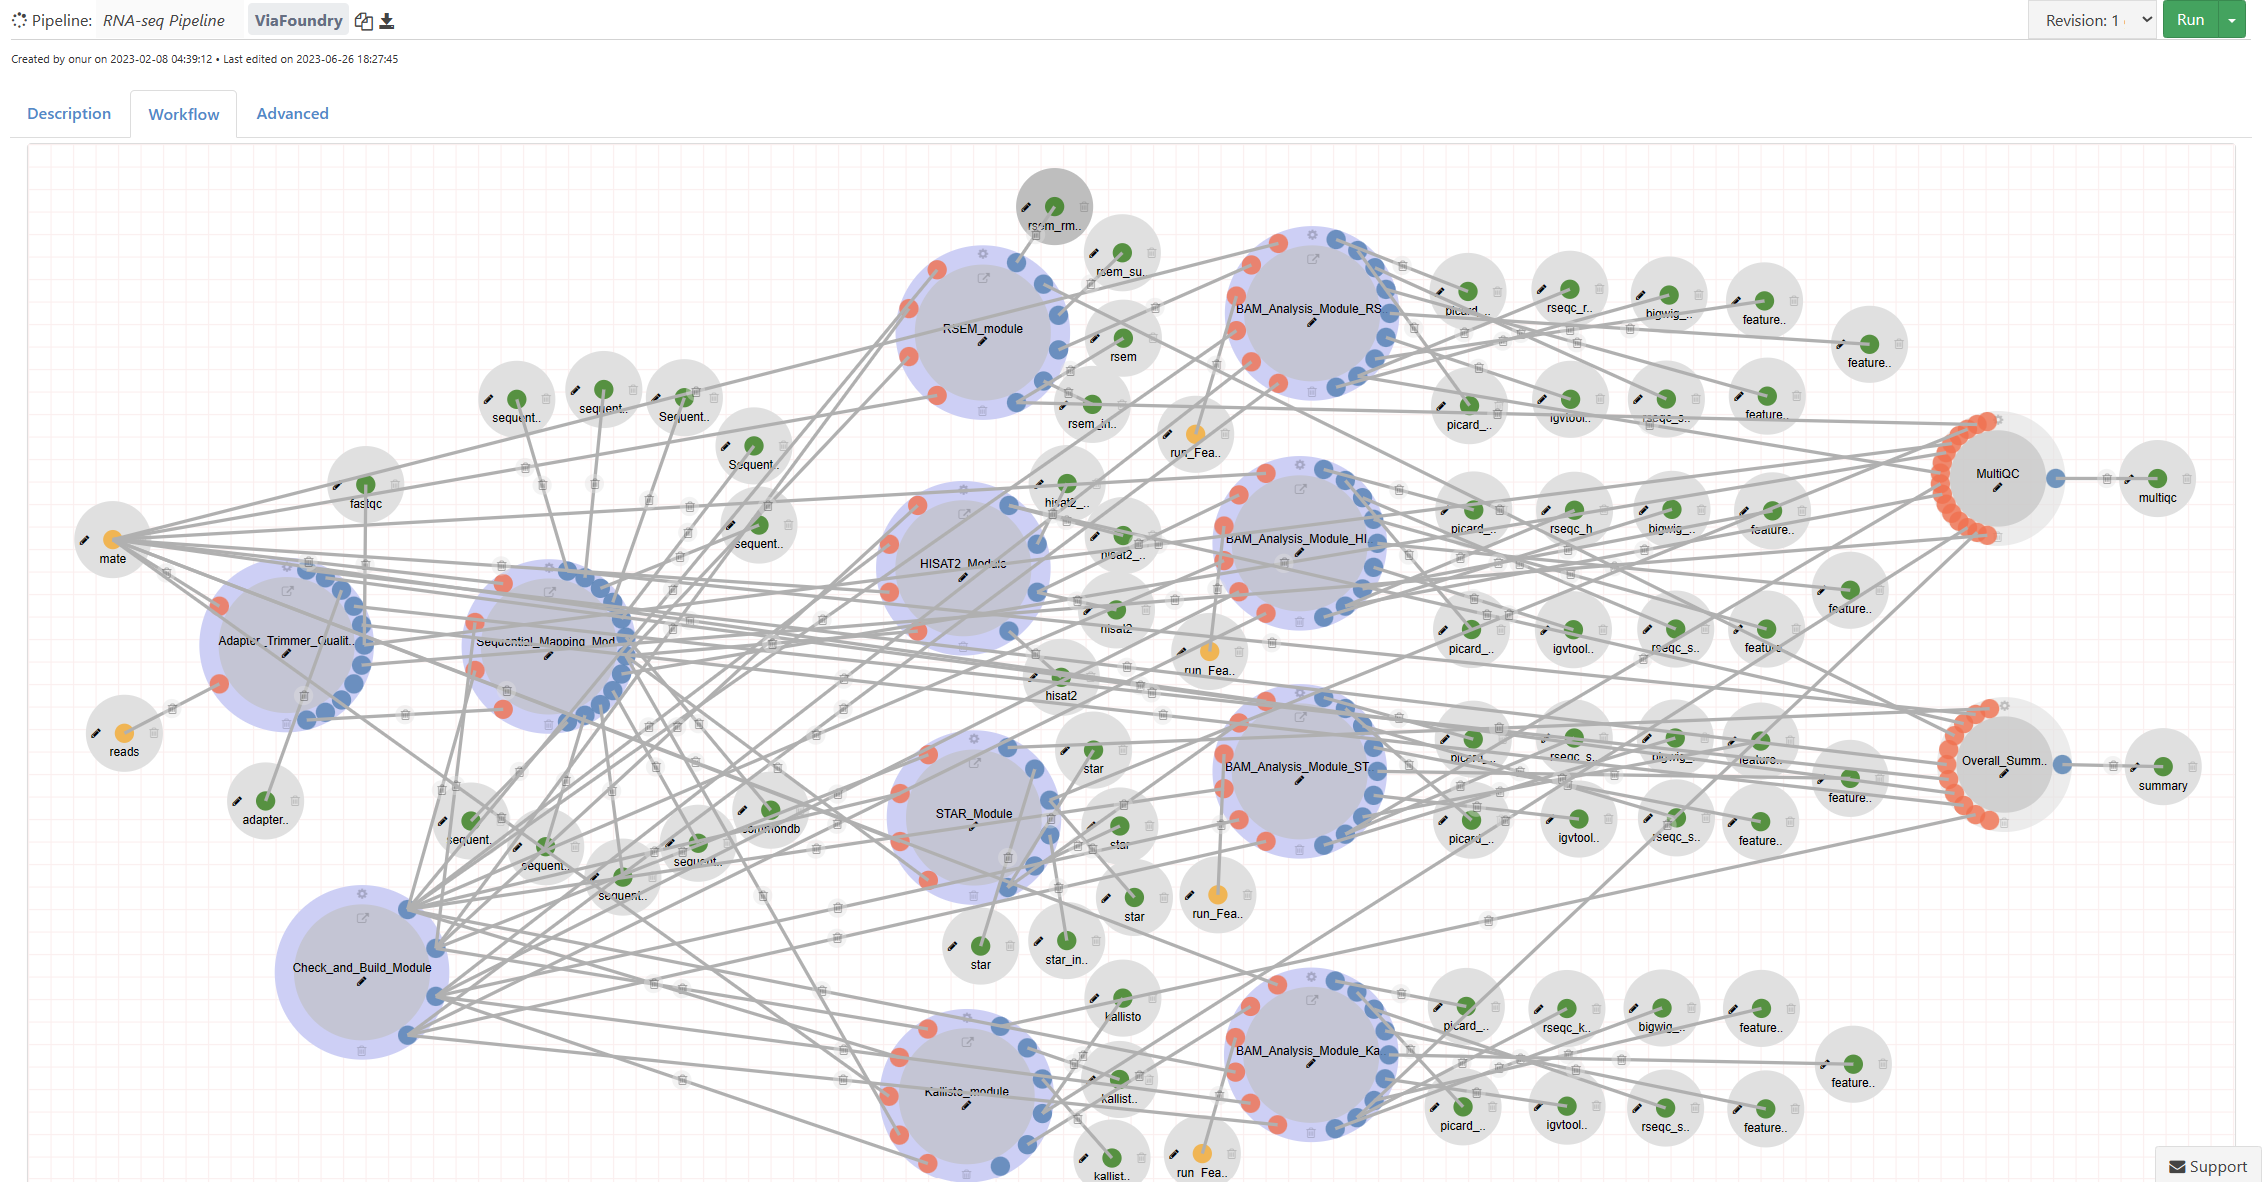 Pipeline: RNA-seq Pipeline ViaFoundry
Revision: 1
Run
Created by onur on 2023-02-08 04:39:12 • Last edited on 2023-06-26 18:27:45
Description
Workflow
Advanced
rsem_rm..
rsem_su.
RSEM_module
rsem
rsem_in..
BAM_Analysis_Module_RS
picard_..
rseqc_r..
bigwig_..
feature..
feature..
picard_..
igvtool..
rseqc_s..
feature..
run_Fea..
sequent..
sequent..
Sequent..
Sequent.
sequent..
fastqc
mate
Adapter_Trimmer_Qualit..
reads
adapter..
Sequential_Mapping_Mod
HISAT2_Module
hisat2_..
hisat2_..
hisat2
hisat2
BAM_Analysis_Module_HI
picard_.
rseqc_h
bigwig_..
feature..
feature..
picard_..
igvtool..
rseqc_s..
feature
run_Fea..
MultiQC
multiqc
STAR_Module
star
star
star
star
star_in..
BAM_Analysis_Module_ST
picard_.
rseqc_s.
bigwig_.
feature..
feature..
picard_..
igvtool..
rseqc_s..
feature..
run_Fea..
Overall_Summ..
summary
sequent.
sequent..
sequent..
sequent..
commondb
Check_and_Build_Module
Kallisto_module
kallisto
kallist..
kallist..
BAM_Analysis_Module_Ka
picard_..
rseqc_k..
bigwig_..
feature..
feature..
picard_..
igvtool..
rseqc_s..
feature..
run_Fea..
Support